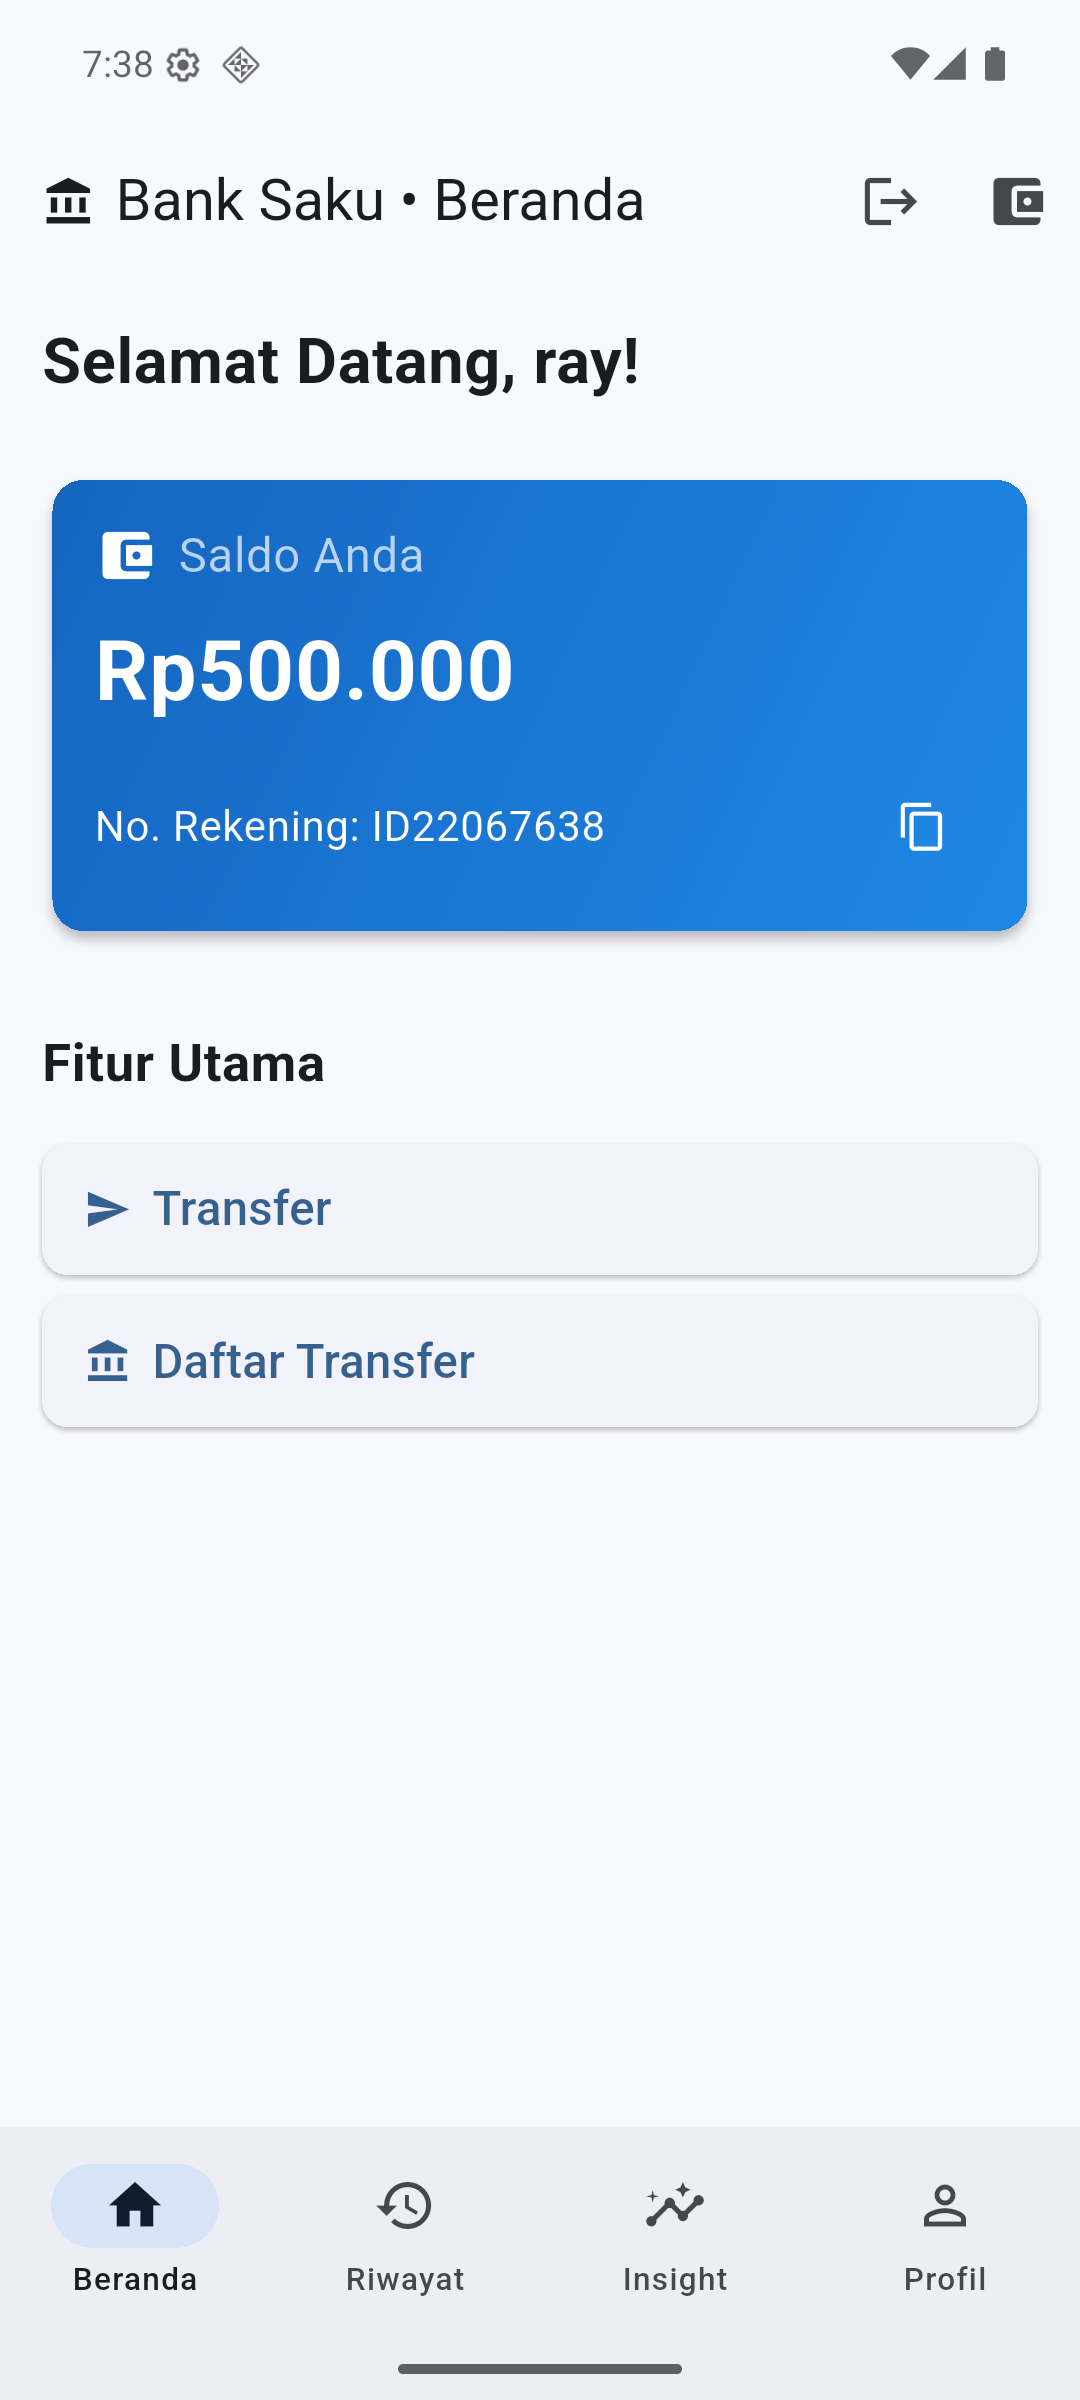 7:38
Bank Saku • Beranda
Selamat Datang, ray!
Saldo Anda
Rp500.000
No. Rekening: ID22067638
Fitur Utama
Transfer
Daftar Transfer
Beranda
Riwayat
Insight
Profil